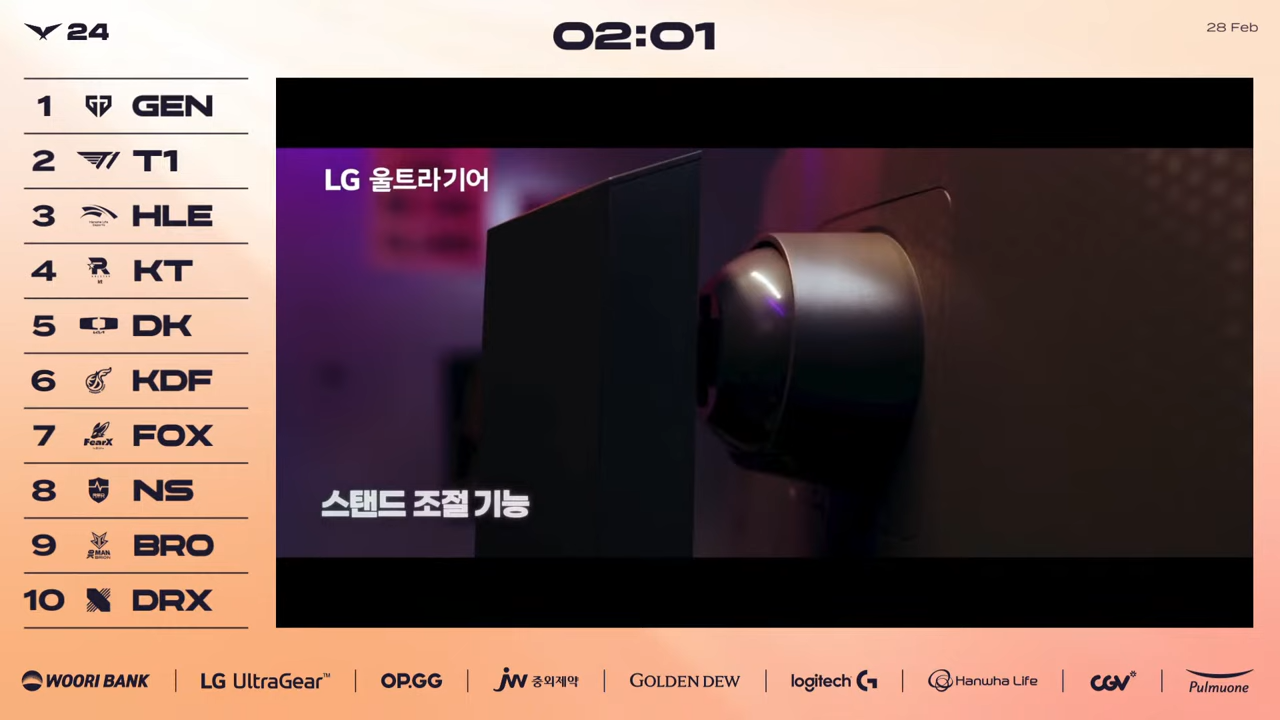 24
02:01
28 Feb
1 GEN
2 T1
3 HLE
4 KT
5 DK
6 KDF
7 FearX FOX
8 NS
9 BRO
10 DRX
LG 울트라기어
스탠드 조절 기능
WOORI BANK
LG UltraGear™
OP.GG
jw 중외제약
GOLDEN DEW
logitech G
Hanwha Life
CGV
Pulmuone